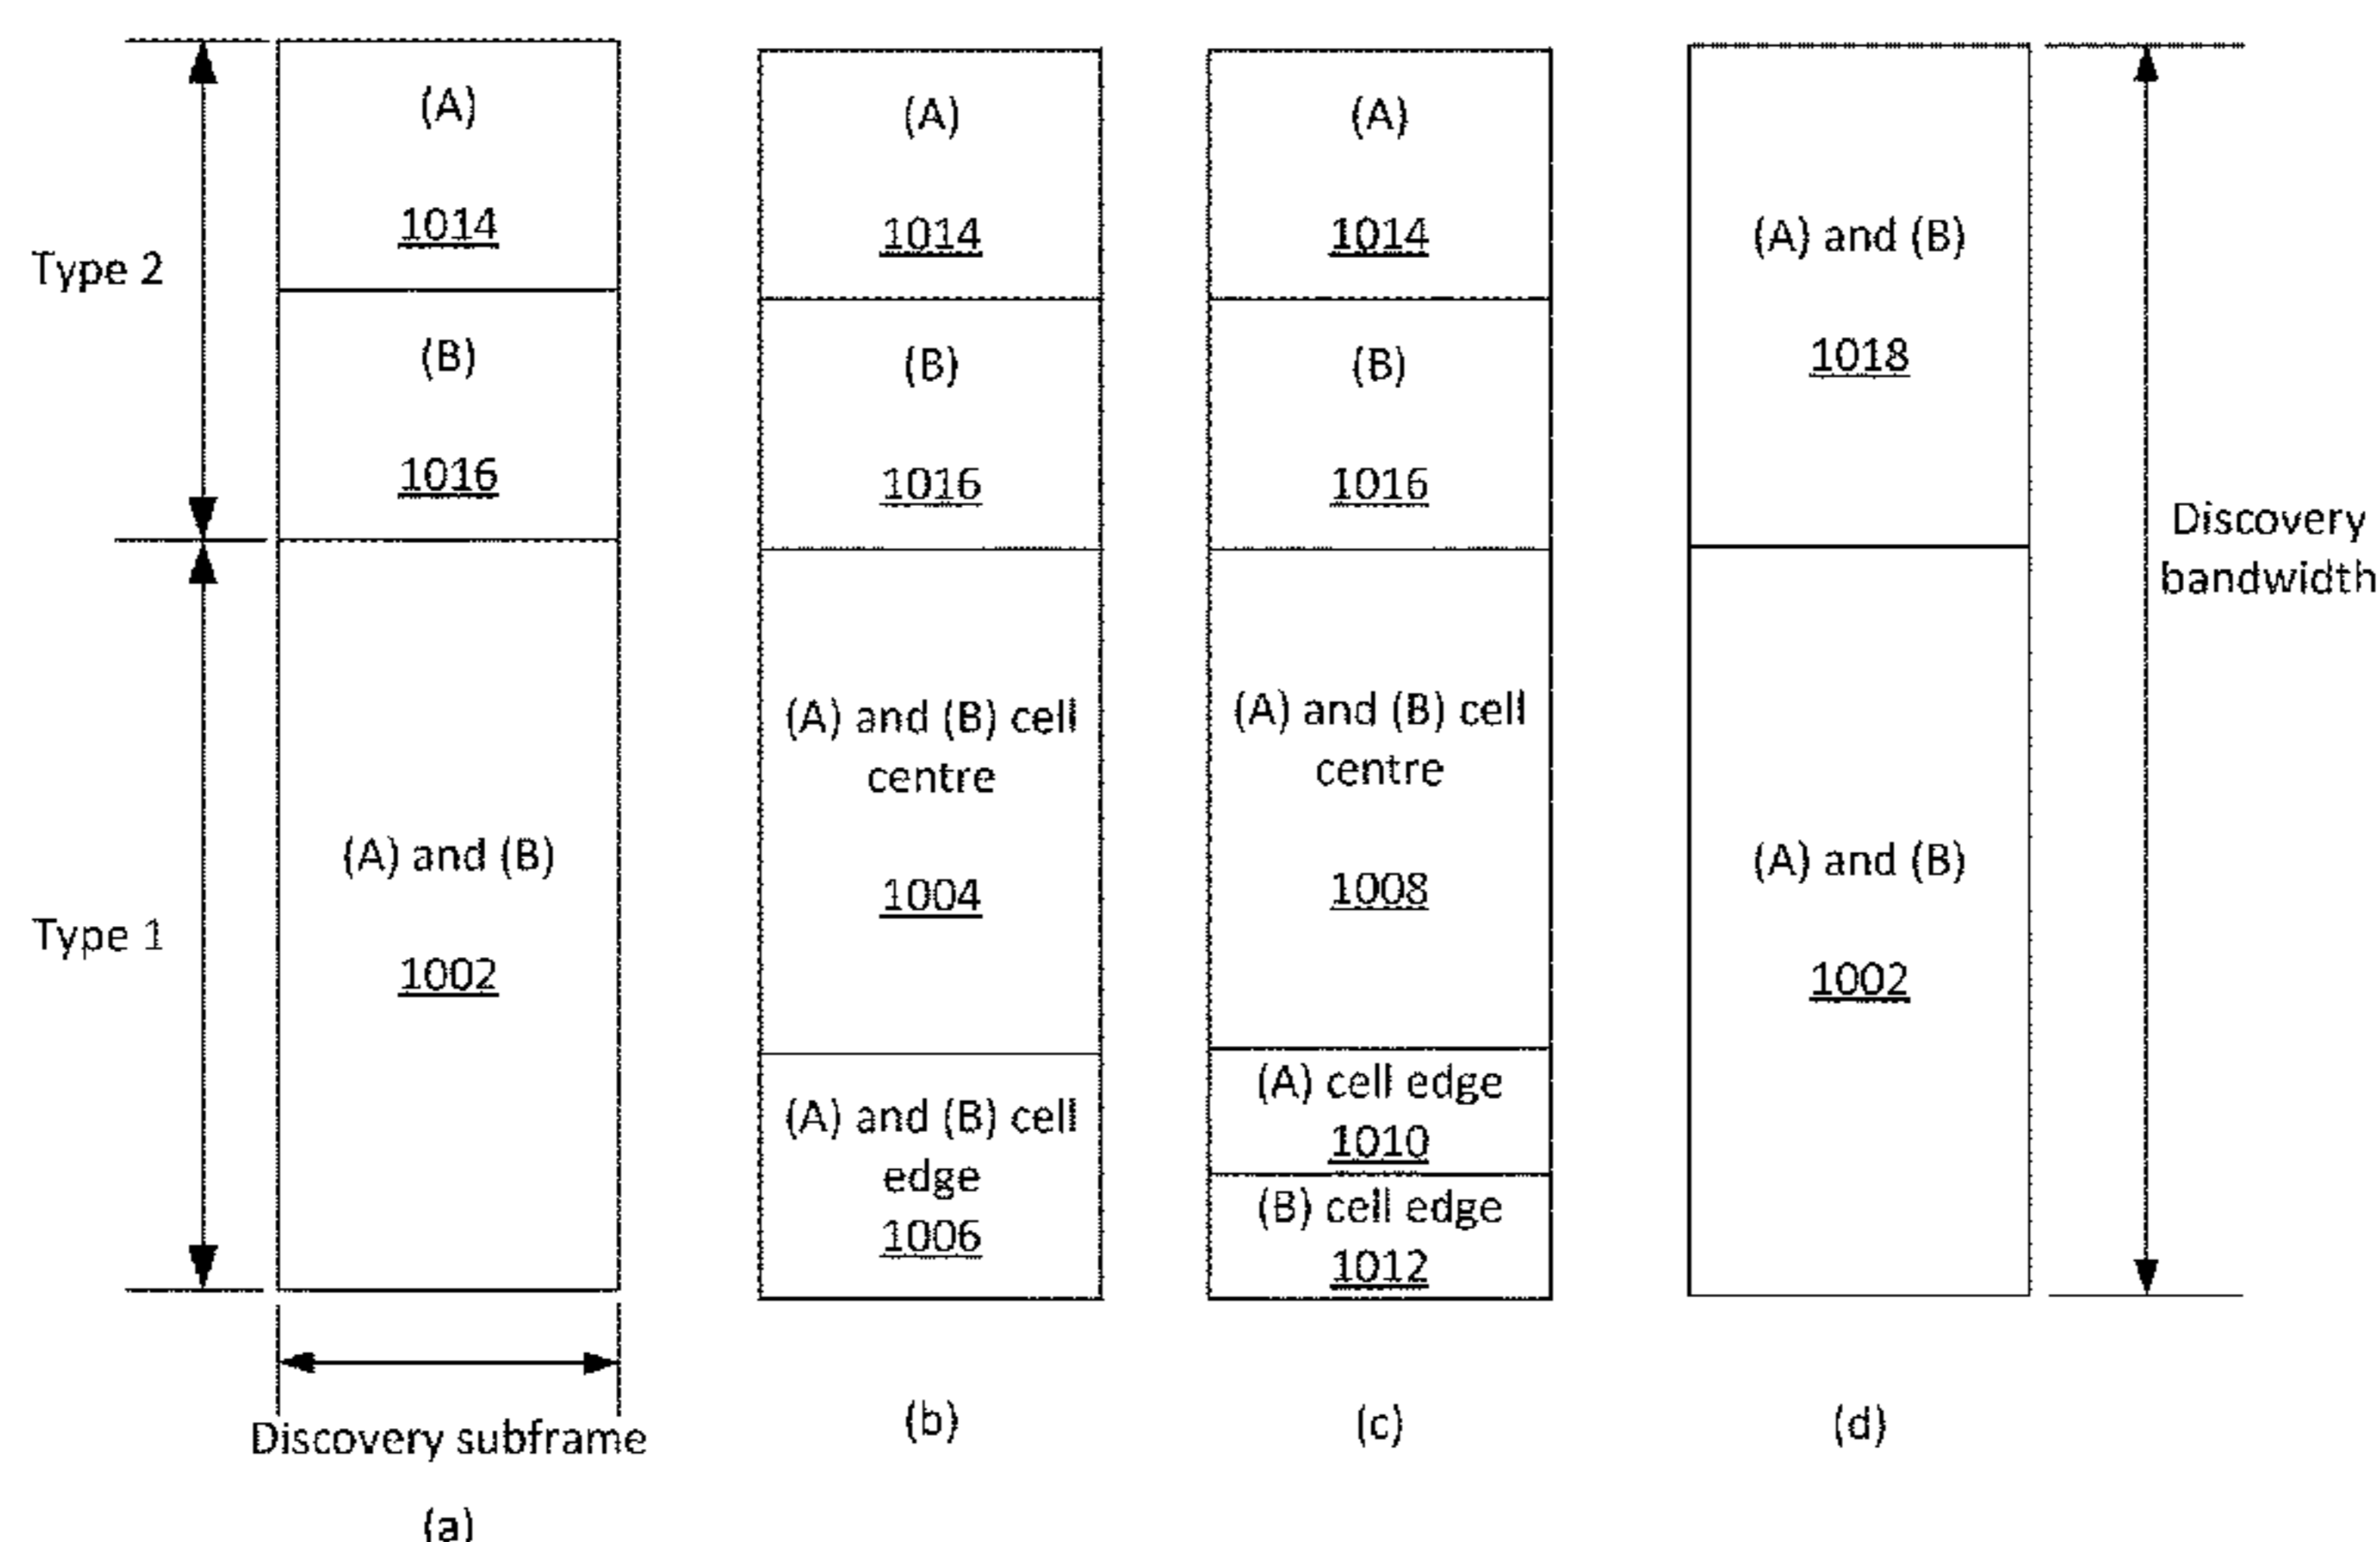 Type 2
Type 1
(A)
1014
(B)
1016
(A) and (B)
1002
Discovery subframe
(a)
(A)
1014
(B)
1016
(A) and (B) cell
centre
1004
(A) and (B) cell
edge
1006
(b)
(A)
1014
(B)
1016
(A) and (B) cell
centre
1008
(A) cell edge
1010
(B) cell edge
1012
(c)
(A) and (B)
1018
(A) and (B)
1002
(d)
Discovery
bandwidth